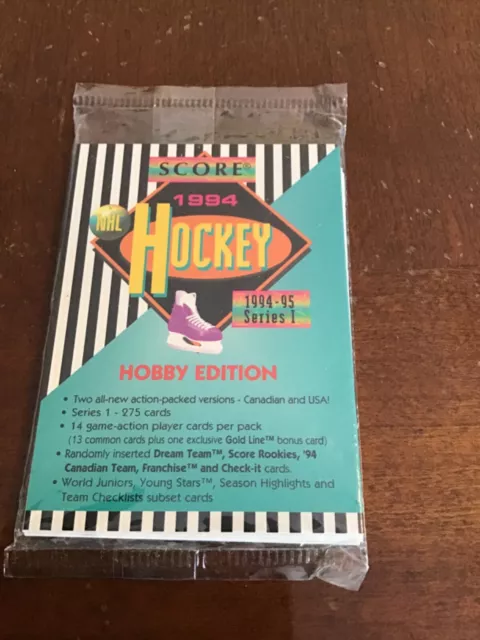 SCORE®
1994
NHL
HOCKEY
1994-95
Series I
HOBBY EDITION
• Two all-new action-packed versions - Canadian and USA!
• Series 1 - 275 cards
• 14 game-action player cards per pack
(13 common cards plus one exclusive Gold Line™ bonus card)
• Randomly inserted Dream Team™, Score Rookies, '94
Canadian Team, Franchise™ and Check-it cards.
• World Juniors, Young Stars™, Season Highlights and
Team Checklists subset cards